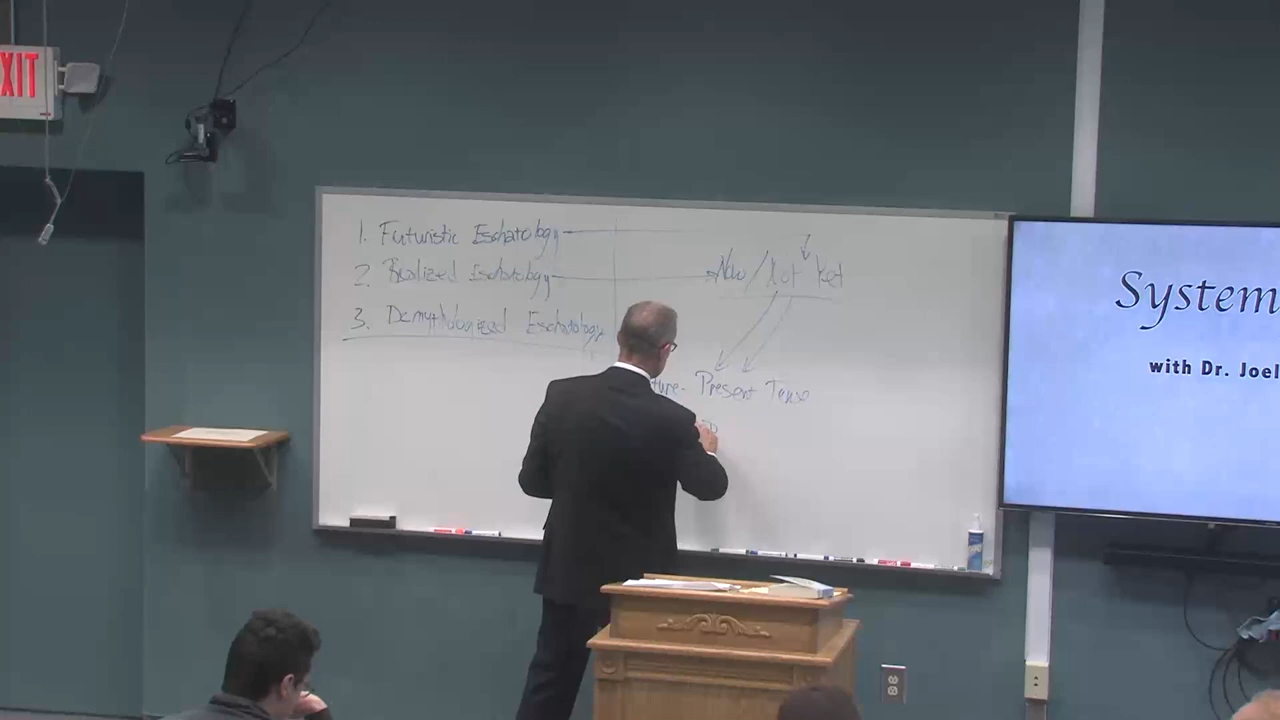 EXIT
1. Futuristic Eschatology
2. Realized Eschatology
3. Demythologized Eschatology
Now / Not Yet
Present Tense
System
with Dr. Joel